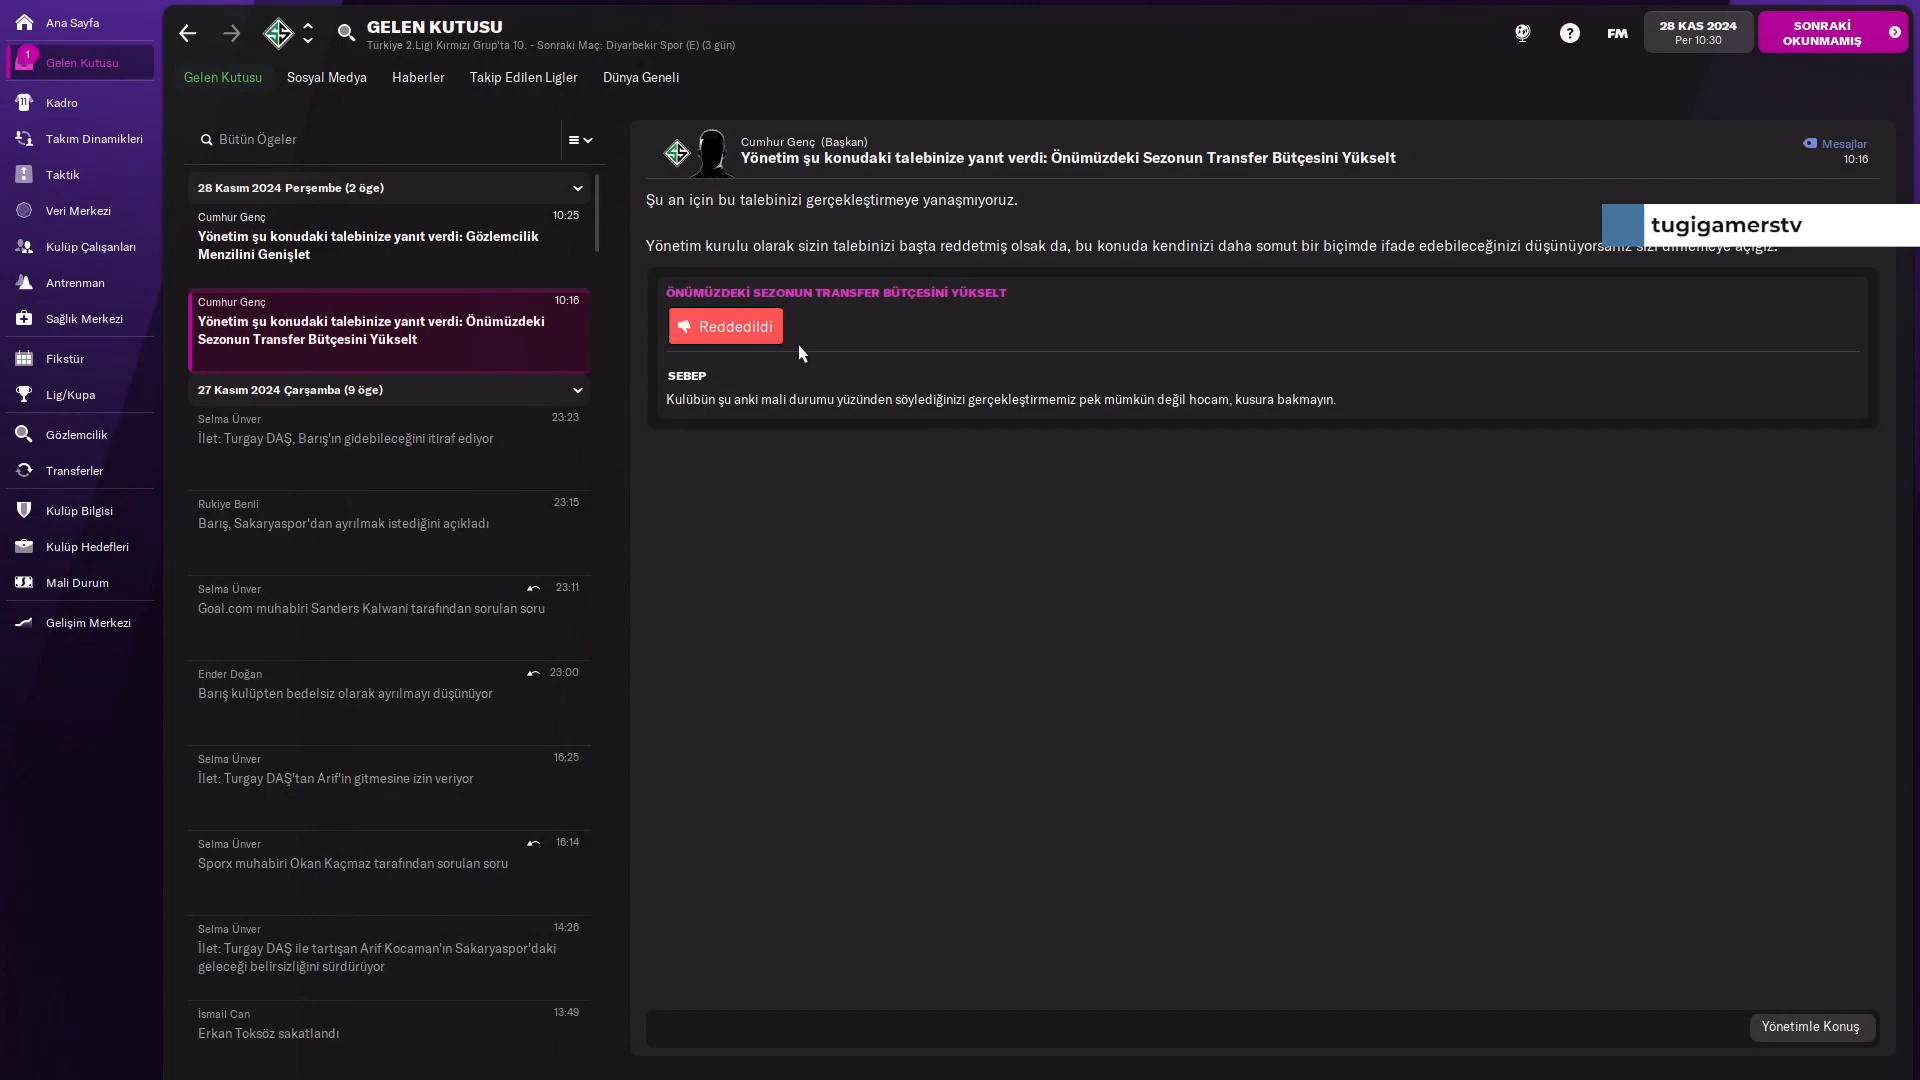 Ana Sayfa
1
Gelen Kutusu
Kadro
Takım Dinamikleri
Taktik
Veri Merkezi
Kulüp Çalışanları
Antrenman
Sağlık Merkezi
Fikstür
Lig/Kupa
Gözlemcilik
Transferler
Kulüp Bilgisi
Kulüp Hedefleri
Mali Durum
Gelişim Merkezi
GELEN KUTUSU
Türkiye 2.Ligi Kırmızı Grup'ta 10. - Sonraki Maç: Diyarbekir Spor (E) (3 gün)
FM
28 KAS 2024
Per 10:30
SONRAKİ
OKUNMAMIŞ
Gelen Kutusu
Sosyal Medya
Haberler
Takip Edilen Ligler
Dünya Geneli
Bütün Ögeler
28 Kasım 2024 Perşembe (2 öge)
Cumhur Genç 10:25
Yönetim şu konudaki talebinize yanıt verdi: Gözlemcilik
Menzilini Genişlet
Cumhur Genç 10:16
Yönetim şu konudaki talebinize yanıt verdi: Önümüzdeki
Sezonun Transfer Bütçesini Yükselt
27 Kasım 2024 Çarşamba (9 öge)
Selma Ünver 23:23
İlet: Turgay DAŞ, Barış'ın gidebileceğini itiraf ediyor
Rukiye Benli 23:15
Barış, Sakaryaspor'dan ayrılmak istediğini açıkladı
Selma Ünver 23:11
Goal.com muhabiri Sanders Kalwani tarafından sorulan soru
Ender Doğan 23:00
Barış kulüpten bedelsiz olarak ayrılmayı düşünüyor
Selma Ünver 16:25
İlet: Turgay DAŞ'tan Arif'in gitmesine izin veriyor
Selma Ünver 16:14
Sporx muhabiri Okan Kaçmaz tarafından sorulan soru
Selma Ünver 14:26
İlet: Turgay DAŞ ile tartışan Arif Kocaman'ın Sakaryaspor'daki
geleceği belirsizliğini sürdürüyor
İsmail Can 13:49
Erkan Toksöz sakatlandı
Cumhur Genç (Başkan)
Yönetim şu konudaki talebinize yanıt verdi: Önümüzdeki Sezonun Transfer Bütçesini Yükselt
Mesajlar
10:16
Şu an için bu talebinizi gerçekleştirmeye yanaşmıyoruz.
tugigamerstv
Yönetim kurulu olarak sizin talebinizi başta reddetmiş olsak da, bu konuda kendinizi daha somut bir biçimde ifade edebileceğinizi düşünüyorsanız sizi dinlemeye açığız.
ÖNÜMÜZDEKİ SEZONUN TRANSFER BÜTÇESİNİ YÜKSELT
Reddedildi
SEBEP
Kulübün şu anki mali durumu yüzünden söylediğinizi gerçekleştirmemiz pek mümkün değil hocam, kusura bakmayın.
Yönetimle Konuş